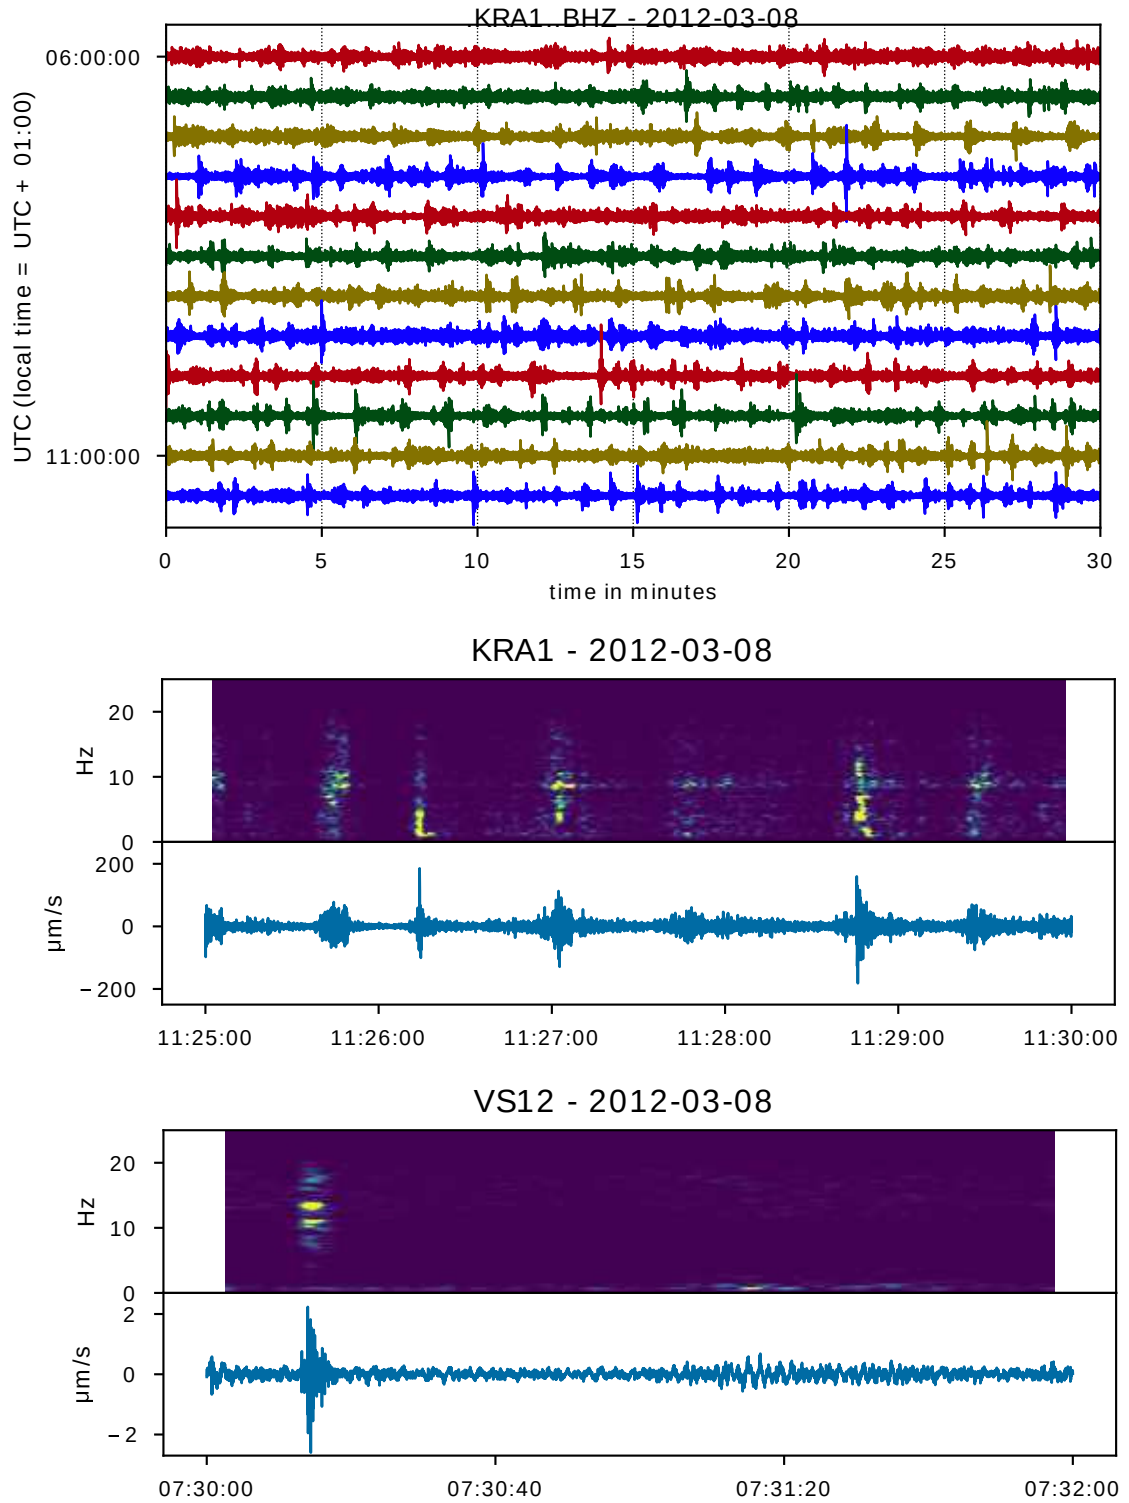 .KRA1..BHZ - 2012-03-08
06:00:00
11:00:00
UTC (local time = UTC + 01:00)
0 5 10 15 20 25 30
time in minutes
KRA1 - 2012-03-08
20
10
0
Hz
200
0
−200
µm/s
11:25:00 11:26:00 11:27:00 11:28:00 11:29:00 11:30:00
VS12 - 2012-03-08
20
10
0
Hz
2
0
−2
µm/s
07:30:00 07:30:40 07:31:20 07:32:00